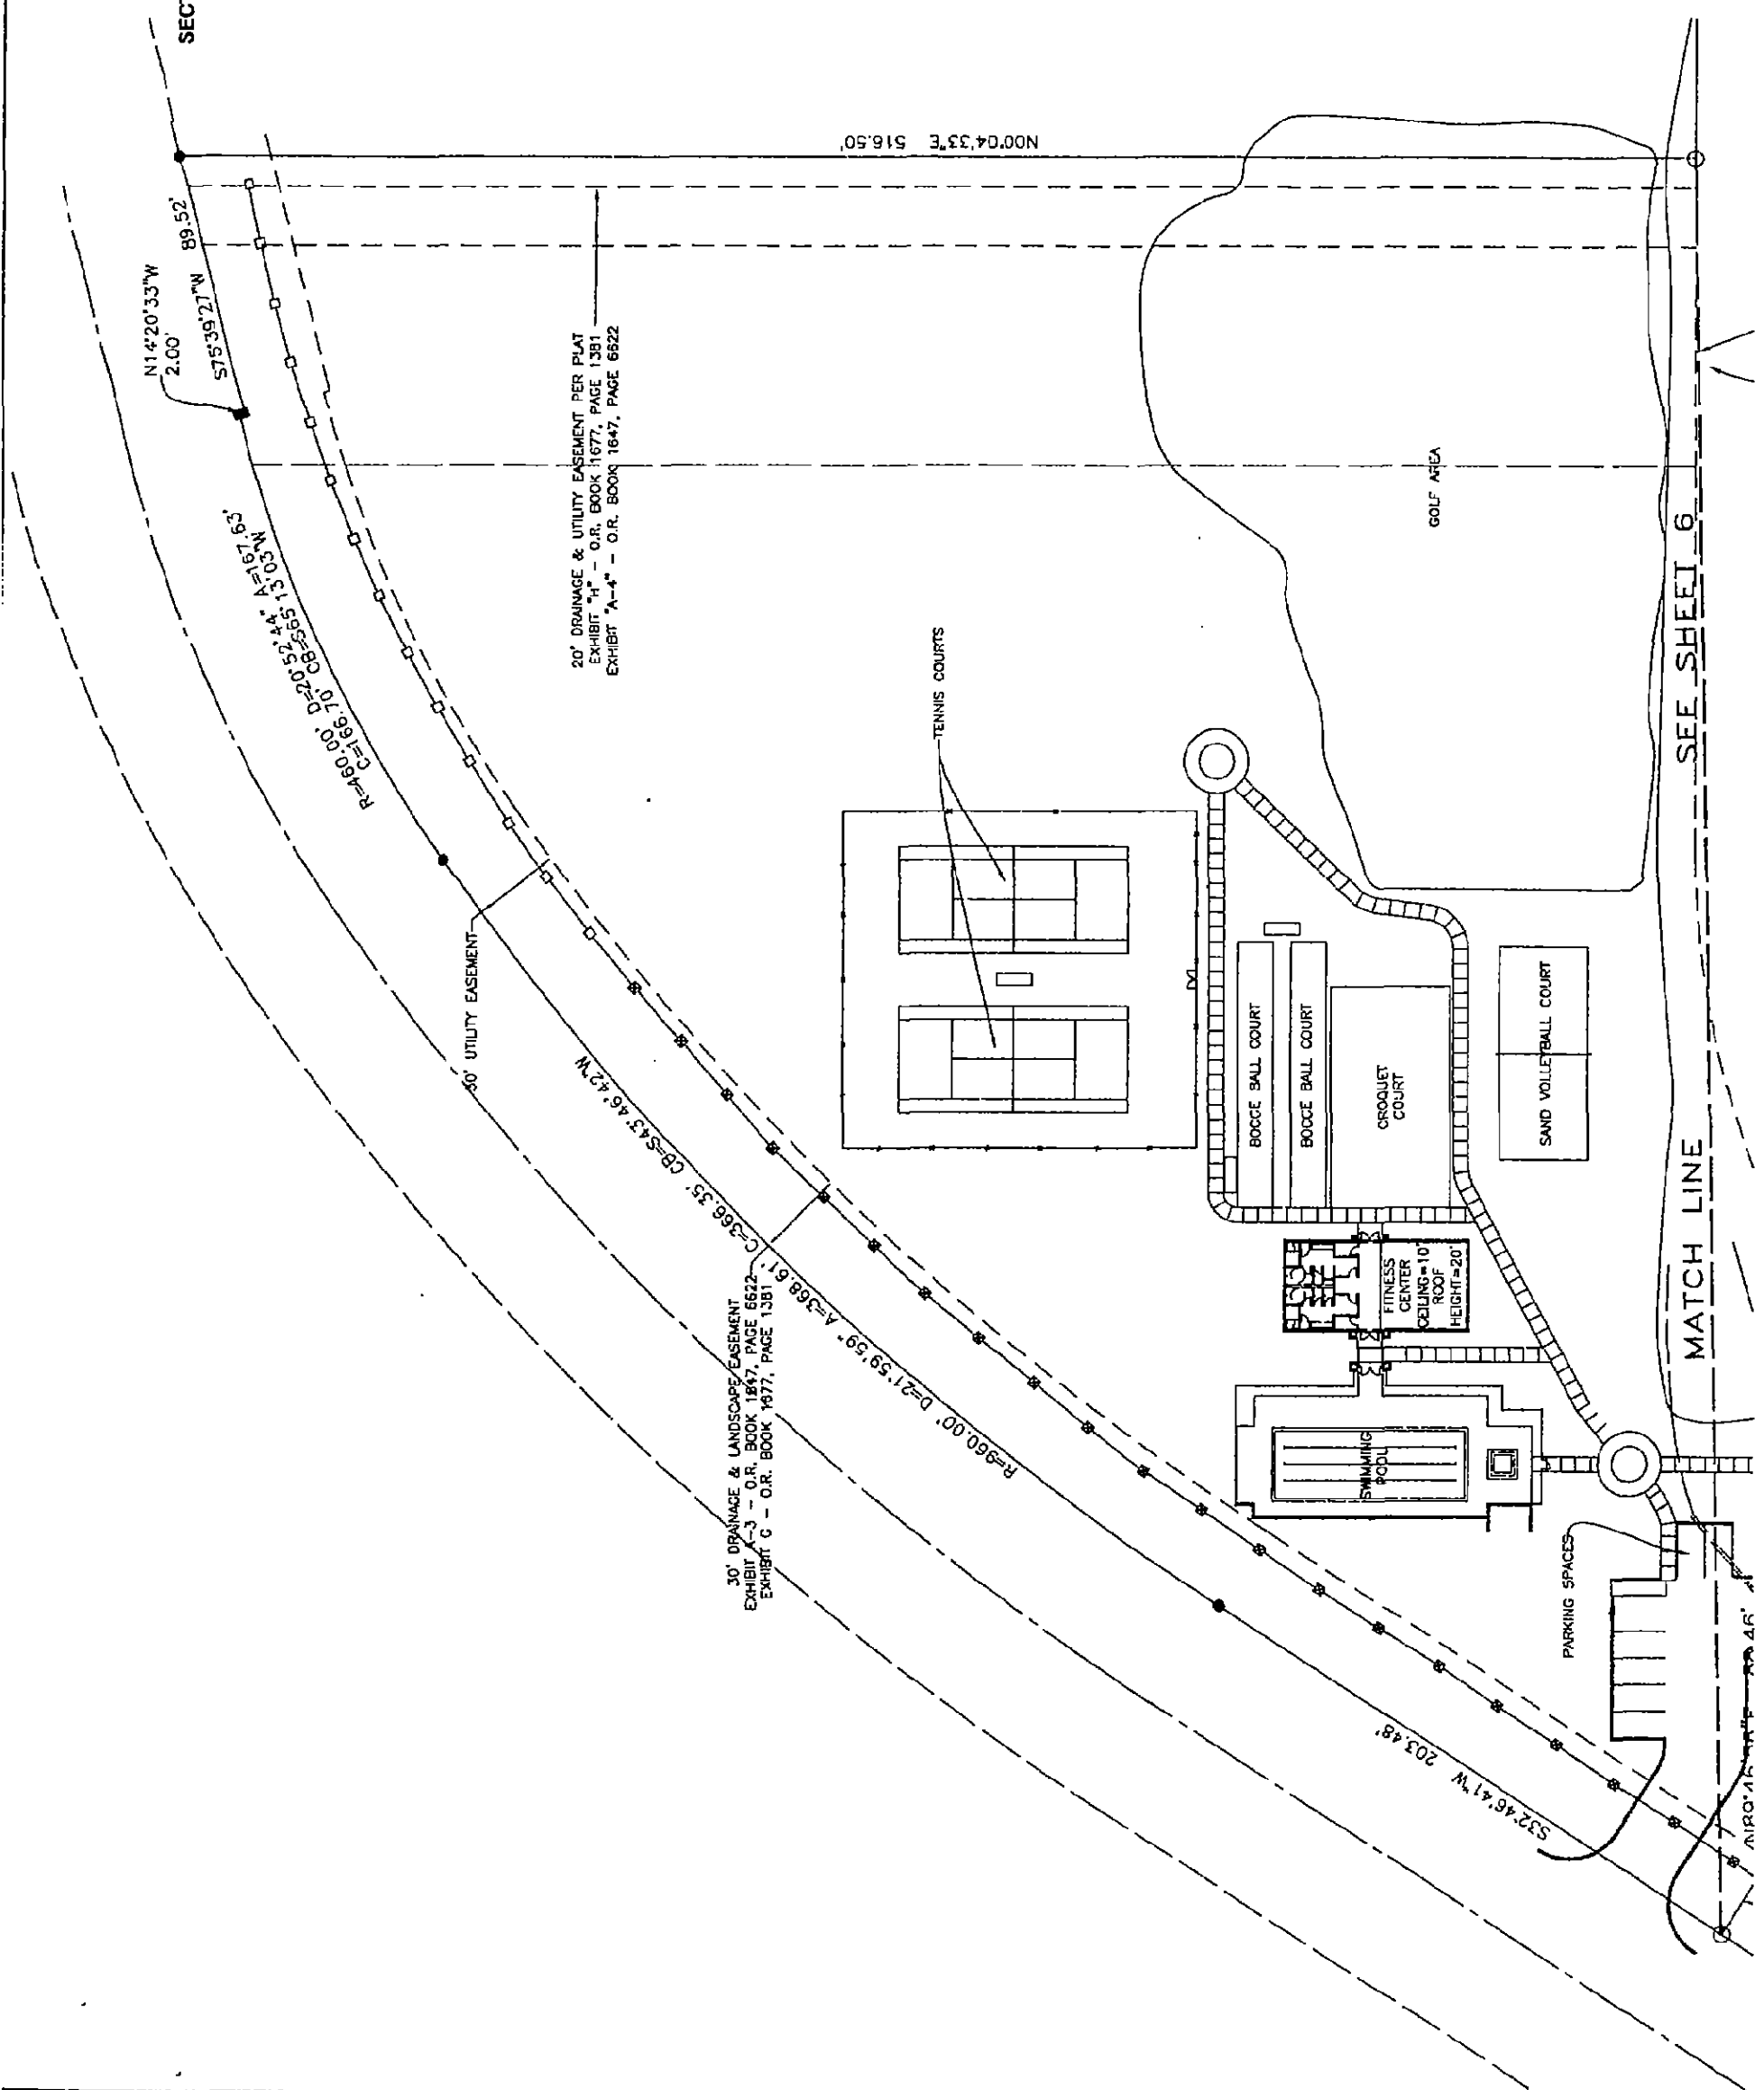 SEC
N14°20'33"W
2.00'
S75°39'27"W 89.52'
N00°04'33"E 516.50'
R=460.00' D=20°52'44" A=167.63'
C=166.70' CB=S65°13'03"W
20' DRAINAGE & UTILITY EASEMENT PER PLAT
EXHIBIT "H" - O.R. BOOK 1677, PAGE 1381
EXHIBIT "A-4" - O.R. BOOK 1647, PAGE 6622
GOLF AREA
TENNIS COURTS
30' UTILITY EASEMENT
R=960.00' D=21°59'59" A=368.61' C=366.35' CB=S43°46'42"W
30' DRAINAGE & LANDSCAPE EASEMENT
EXHIBIT A-3 - O.R. BOOK 1647, PAGE 6622
EXHIBIT C - O.R. BOOK 1677, PAGE 1381
BOCCE BALL COURT
BOCCE BALL COURT
CROQUET
COURT
SAND VOLLEYBALL COURT
FITNESS
CENTER
CEILING=10'
ROOF
HEIGHT=20'
SWIMMING
POOL
PARKING SPACES
S32°46'41"W 203.48'
MATCH LINE SEE SHEET 6